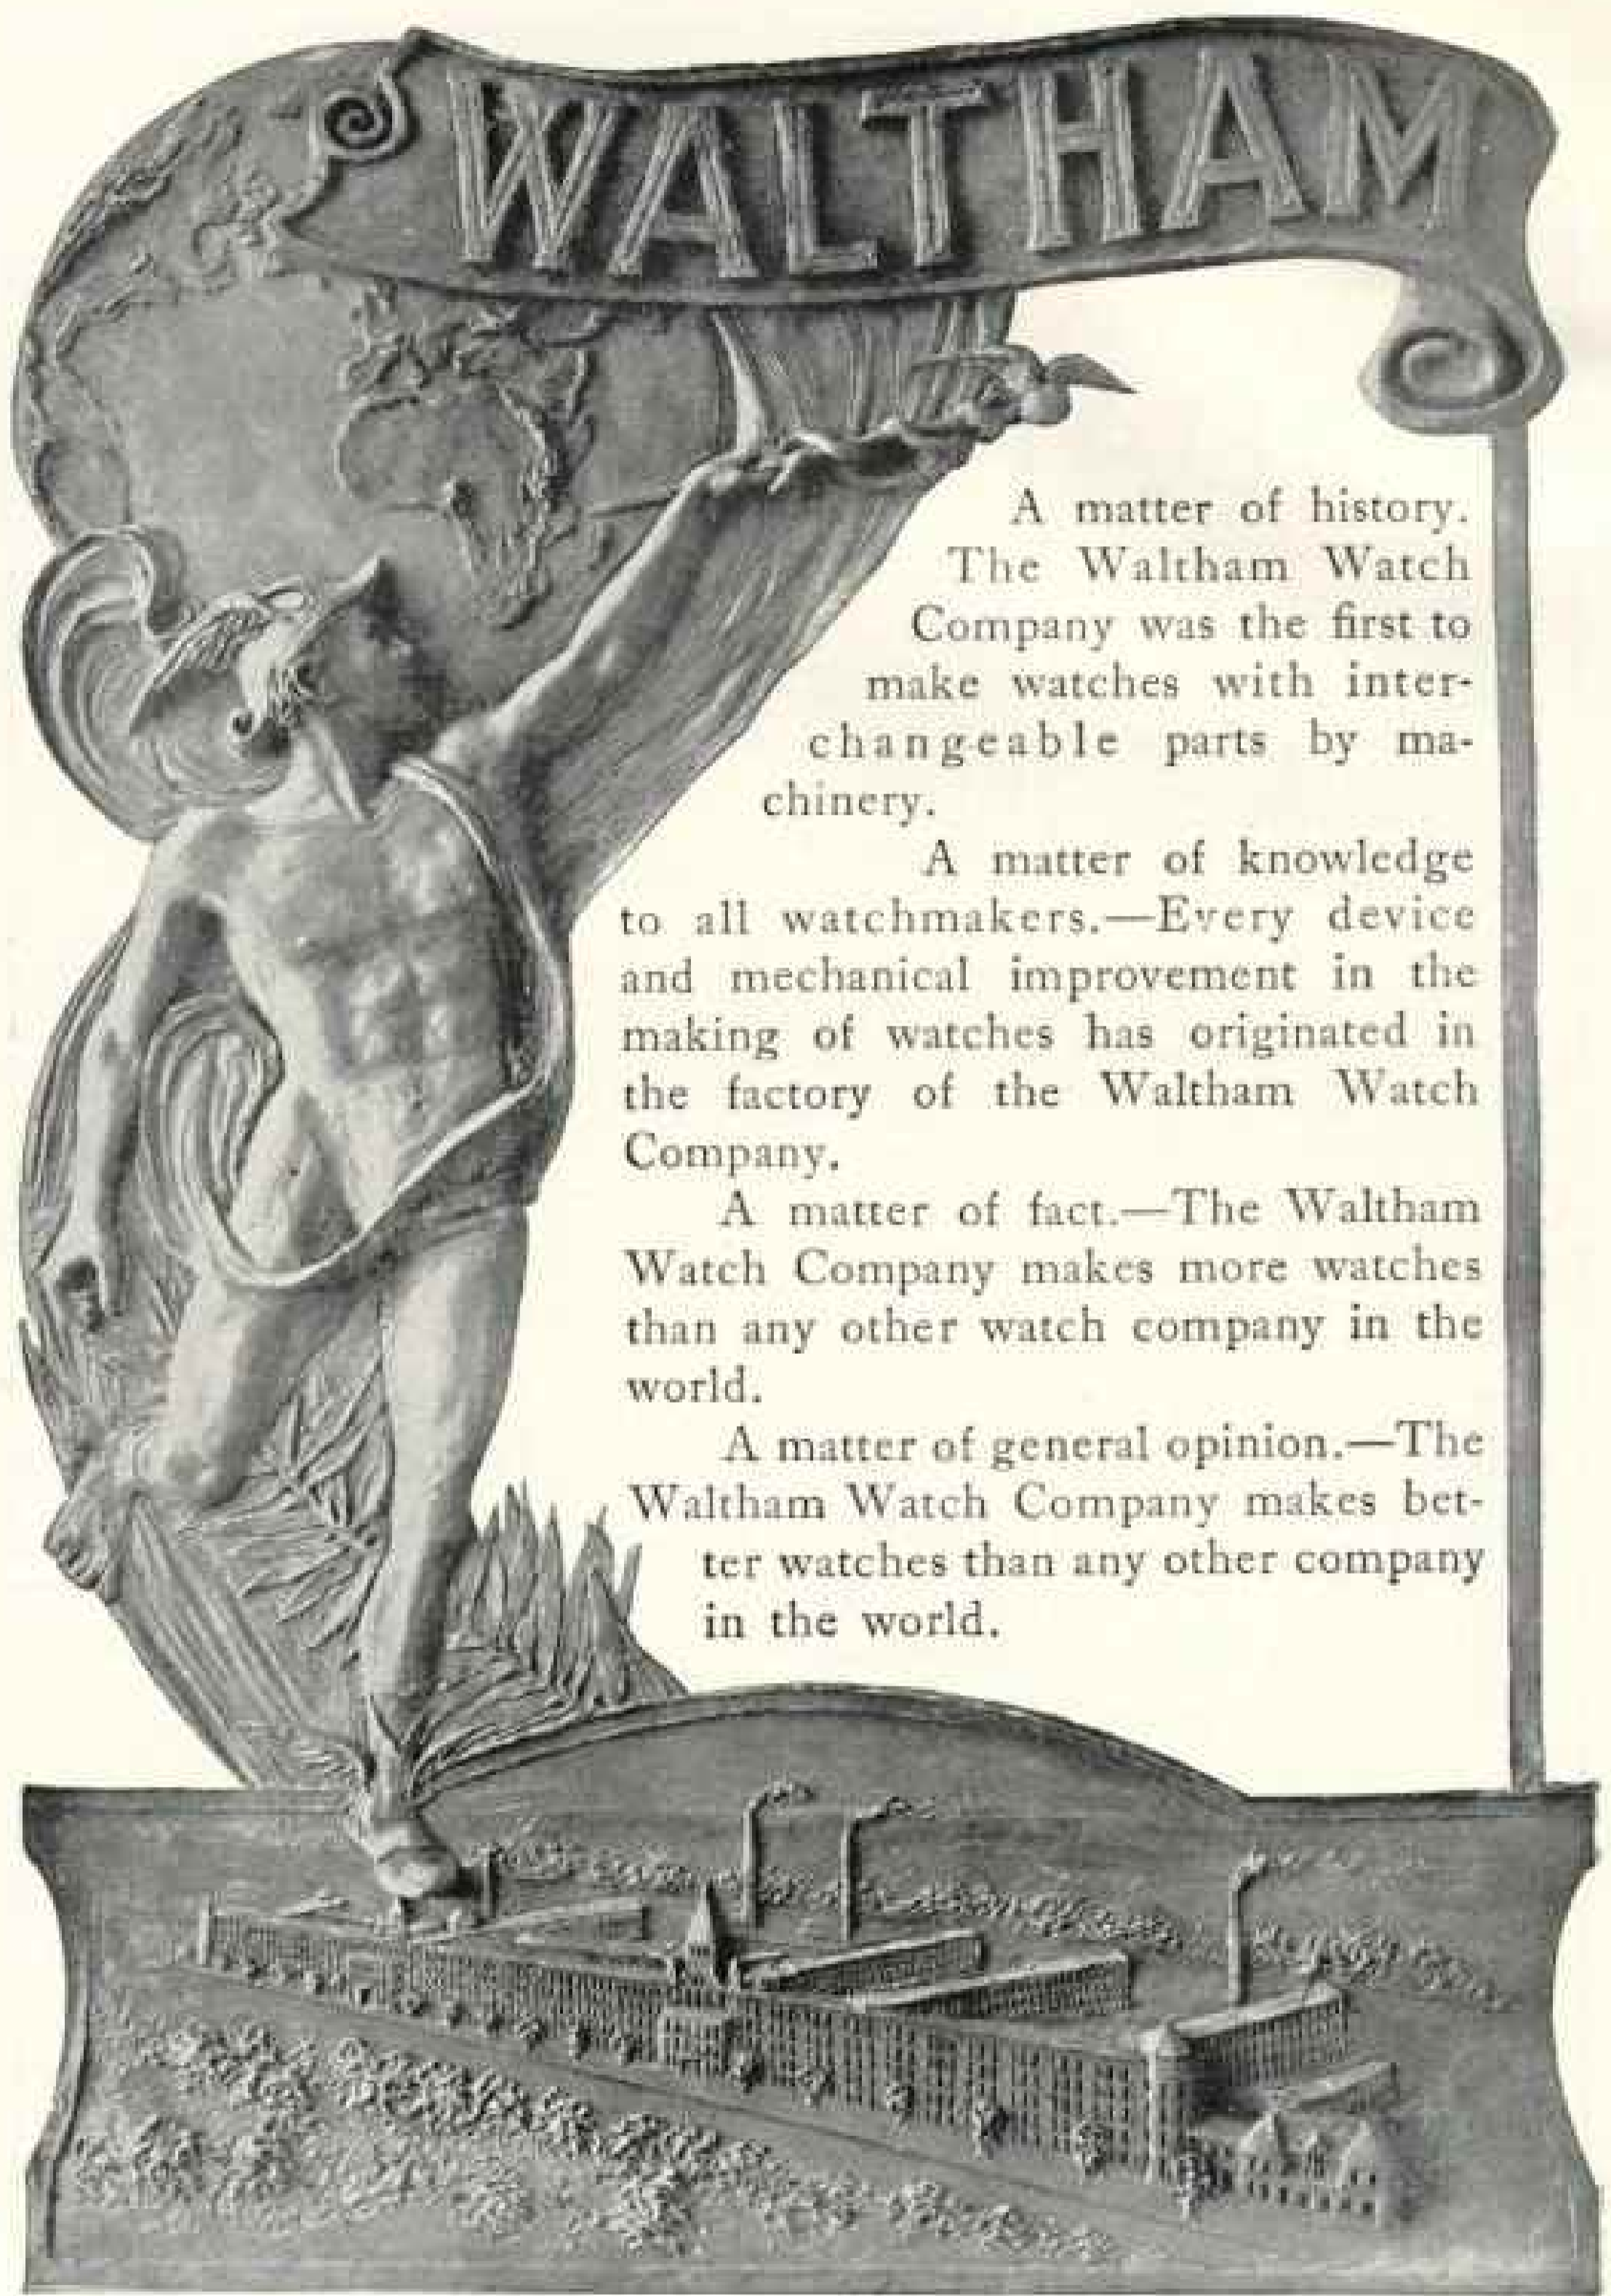 WALTHAM
A matter of history.
The Waltham Watch
Company was the first to
make watches with inter-
changeable parts by ma-
chinery.
A matter of knowledge
to all watchmakers.—Every device
and mechanical improvement in the
making of watches has originated in
the factory of the Waltham Watch
Company.
A matter of fact.—The Waltham
Watch Company makes more watches
than any other watch company in the
world.
A matter of general opinion.—The
Waltham Watch Company makes bet-
ter watches than any other company
in the world.